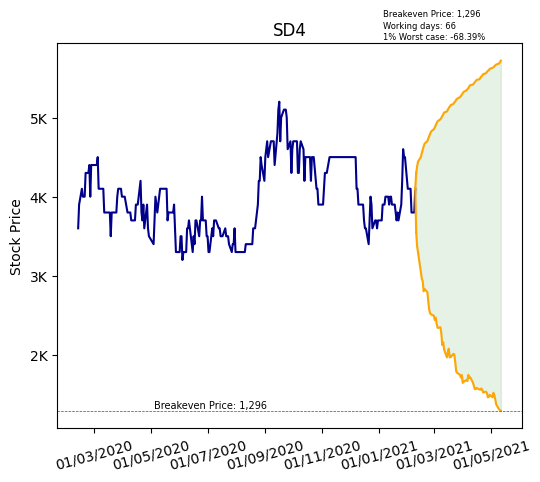 Breakeven Price: 1,296
Working days: 66
1% Worst case: -68.39%
SD4
Stock Price
5K
4K
3K
2K
Breakeven Price: 1,296
01/03/2020
01/05/2020
01/07/2020
01/09/2020
01/11/2020
01/01/2021
01/03/2021
01/05/2021